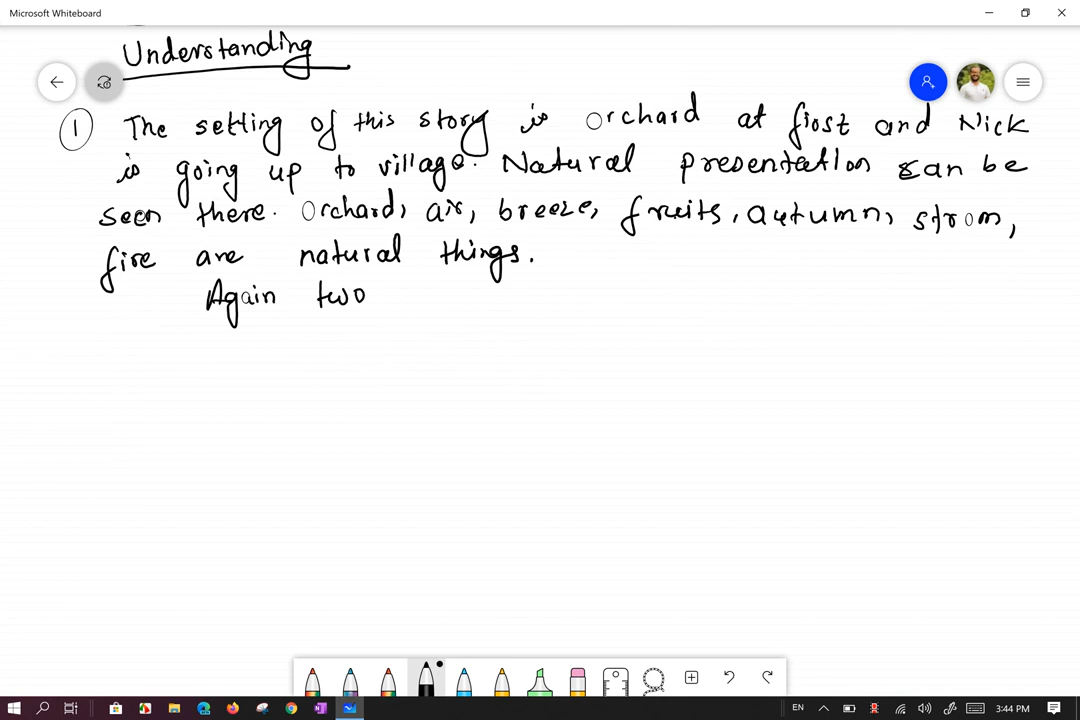 Microsoft Whiteboard
Understanding
1 The setting of this story is orchard at first and Nick
is going up to village. Natural presentation can be
seen there. Orchard, air, breeze, fruits, autumn, strom,
fire are natural things.
Again two
EN 3:44 PM